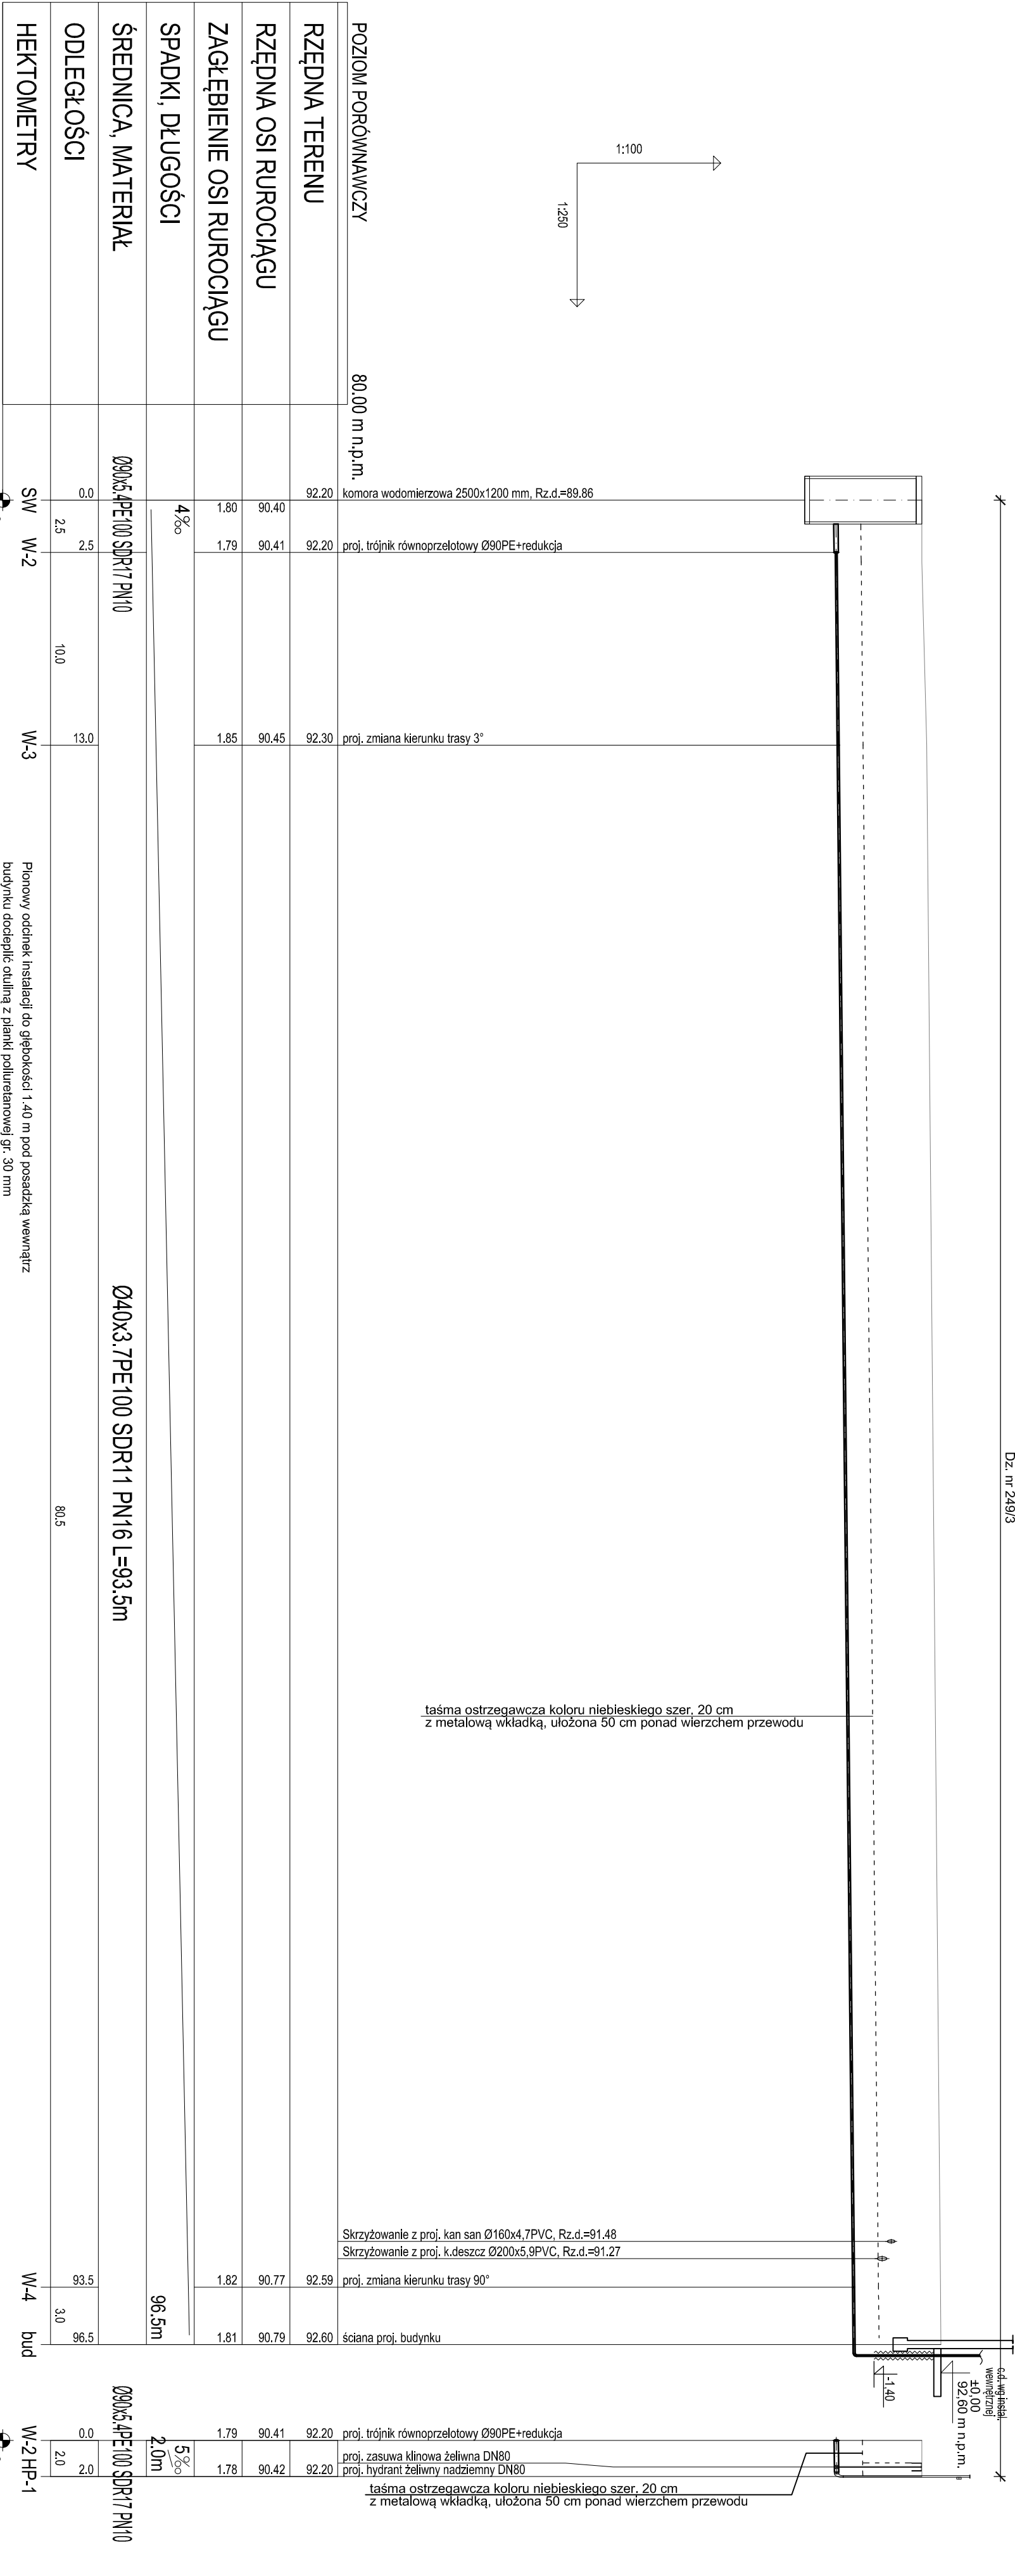 Dz. nr 249/3
1:100
1:250
c.d. wg instal.
wewnętrznej
±0,00
92,60 m n.p.m.
-1,40
taśma ostrzegawcza koloru niebieskiego szer. 20 cm
z metalową wkładką, ułożona 50 cm ponad wierzchem przewodu
taśma ostrzegawcza koloru niebieskiego szer. 20 cm
z metalową wkładką, ułożona 50 cm ponad wierzchem przewodu
komora wodomierzowa 2500x1200 mm, Rz.d.=89.86
proj. trójnik równoprzelotowy Ø90PE+redukcja
proj. zmiana kierunku trasy 3°
Skrzyżowanie z proj. kan san Ø160x4,7PVC, Rz.d.=91.48
Skrzyżowanie z proj. k.deszcz Ø200x5,9PVC, Rz.d.=91.27
proj. zmiana kierunku trasy 90°
ściana proj. budynku
proj. trójnik równoprzelotowy Ø90PE+redukcja
proj. zasuwa klinowa żeliwna DN80
proj. hydrant żeliwny nadziemny DN80
POZIOM PORÓWNAWCZY 80.00 m n.p.m.
RZĘDNA TERENU 92.20 92.20 92.30 92.59 92.60 92.20 92.20
RZĘDNA OSI RUROCIĄGU 90.40 90.41 90.45 90.77 90.79 90.41 90.42
ZAGŁĘBIENIE OSI RUROCIĄGU 1.80 1.79 1.85 1.82 1.81 1.79 1.78
SPADKI, DŁUGOŚCI 4‰ 96.5m 5‰ 2.0m
ŚREDNICA, MATERIAŁ Ø90x5.4PE100 SDR17 PN10 Ø40x3.7PE100 SDR11 PN16 L=93.5m Ø90x5.4PE100 SDR17 PN10
ODLEGŁOŚCI 0.0 2.5 2.5 10.0 13.0 80.5 93.5 3.0 96.5 0.0 2.0 2.0
HEKTOMETRY SW W-2 W-3 W-4 bud W-2 HP-1
Pionowy odcinek instalacji do głębokości 1.40 m pod posadzką wewnątrz
budynku docieplić otuliną z pianki poliuretanowej gr. 30 mm